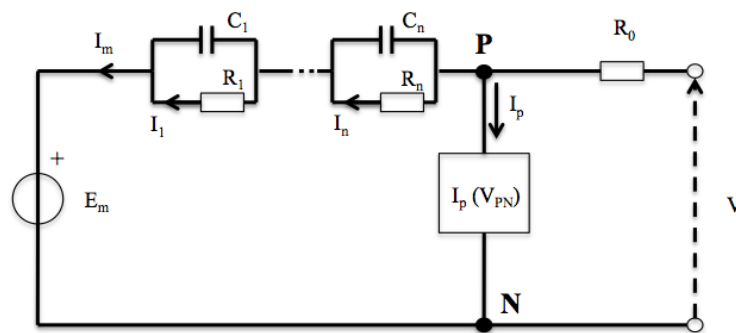 C1 Cn
Im P R0
R1 Rn Ip
I1 In
+
Em Ip (VPN) V
N